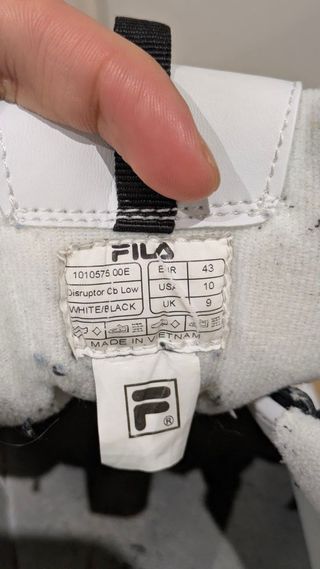 FILA
1010575 00E
Disruptor Cb Low
WHITE/BLACK
EUR 43
USA 10
UK 9
MADE IN VIETNAM
F ®